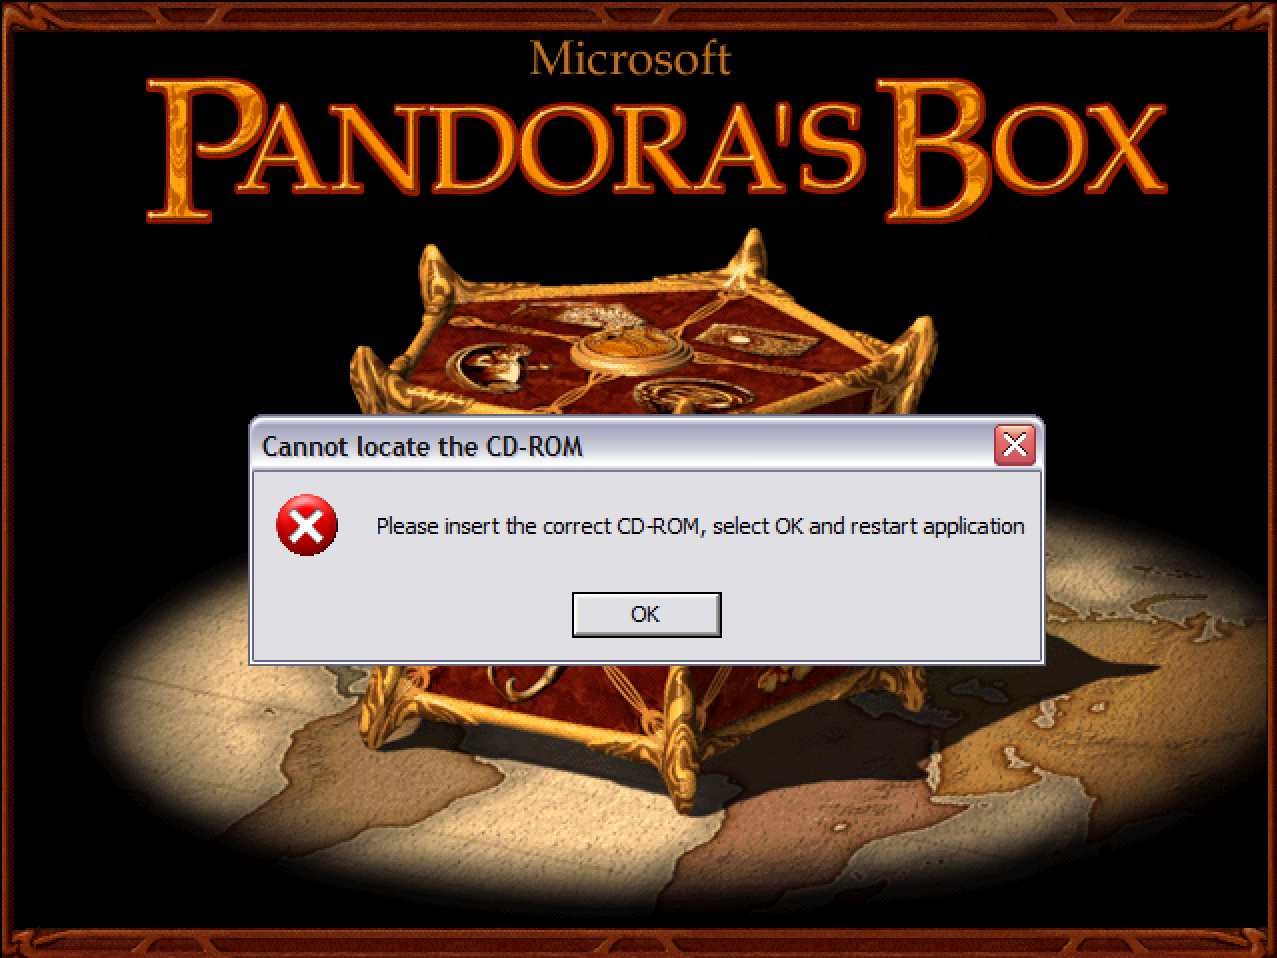 Microsoft
PANDORA'S BOX
Cannot locate the CD-ROM
Please insert the correct CD-ROM, select OK and restart application
OK